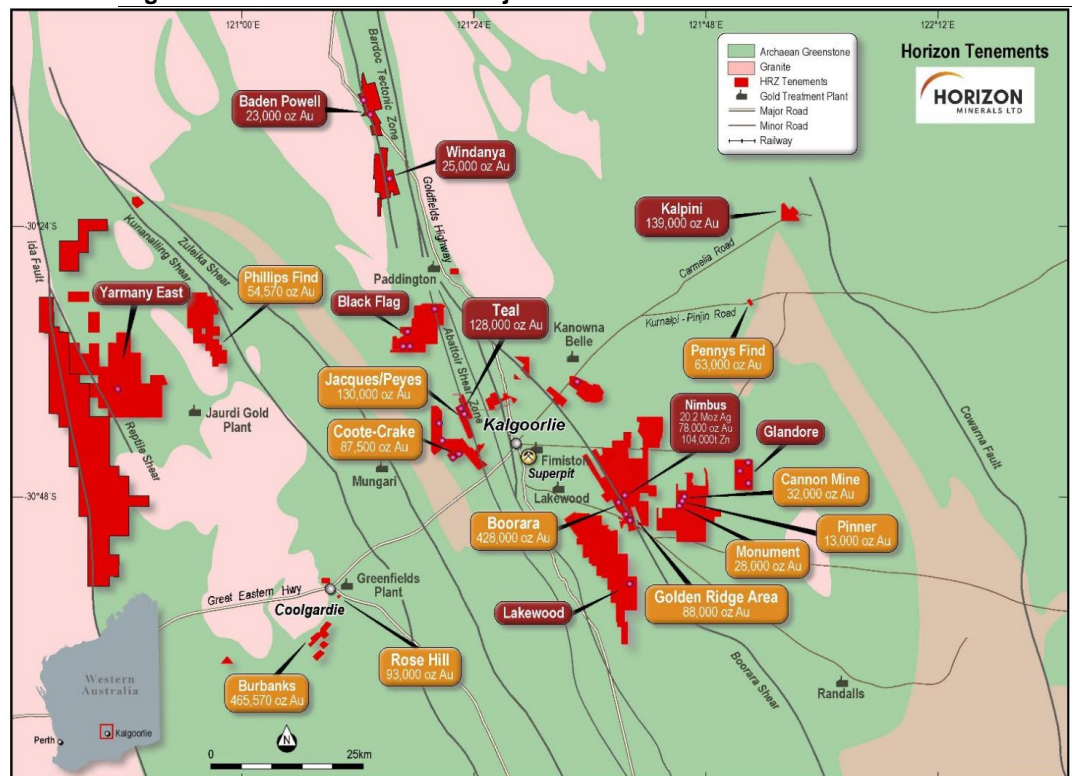 121°00'
121°24'
121°48'
122°12'
Archaean Greenstone
Granite
HRZ Tenements
Gold Treatment Plant
Major Road
Minor Road
Railway
Horizon Tenements
HORIZON
MINERALS LTD
Bardoc Tectonic Zone
Baden Powell
23,000 oz Au
Windanya
25,000 oz Au
Goldfields Highway
Kalpini
139,000 oz Au
-30°24'S
Ida Fault
Kunanalling Shear
Zuleika Shear
Carmelia Road
Phillips Find
54,570 oz Au
Paddington
Yarmany East
Black Flag
Teal
128,000 oz Au
Kurnalpi - Pinjin Road
Kanowna
Belle
Abattoir Shear
Zone
Pennys Find
63,000 oz Au
Jacques/Peyes
130,000 oz Au
Nimbus
20.2 Moz Ag
78,000 oz Au
104,000t Zn
Jaurdi Gold
Plant
Reptile Shear
Kalgoorlie
Coote-Crake
87,500 oz Au
Glandore
Cowarna Fault
Fimiston
Superpit
Mungari
Cannon Mine
32,000 oz Au
-30°48'S
Lakewood
Boorara
428,000 oz Au
Pinner
13,000 oz Au
Monument
28,000 oz Au
Greenfields
Plant
Great Eastern Hwy
Coolgardie
Golden Ridge Area
88,000 oz Au
Lakewood
Rose Hill
93,000 oz Au
Boorara Shear
Burbanks
465,570 oz Au
Randalls
Western
Australia
Perth
Kalgoorlie
N
0
25km